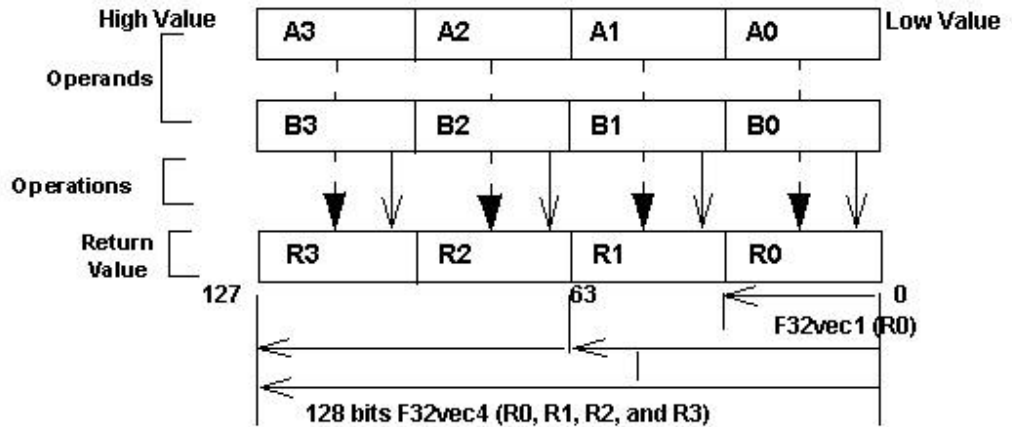 High Value
A3 A2 A1 A0
Low Value
Operands
B3 B2 B1 B0
Operations
Return
Value
R3 R2 R1 R0
127 63 0
F32vec1 (R0)
128 bits F32vec4 (R0, R1, R2, and R3)